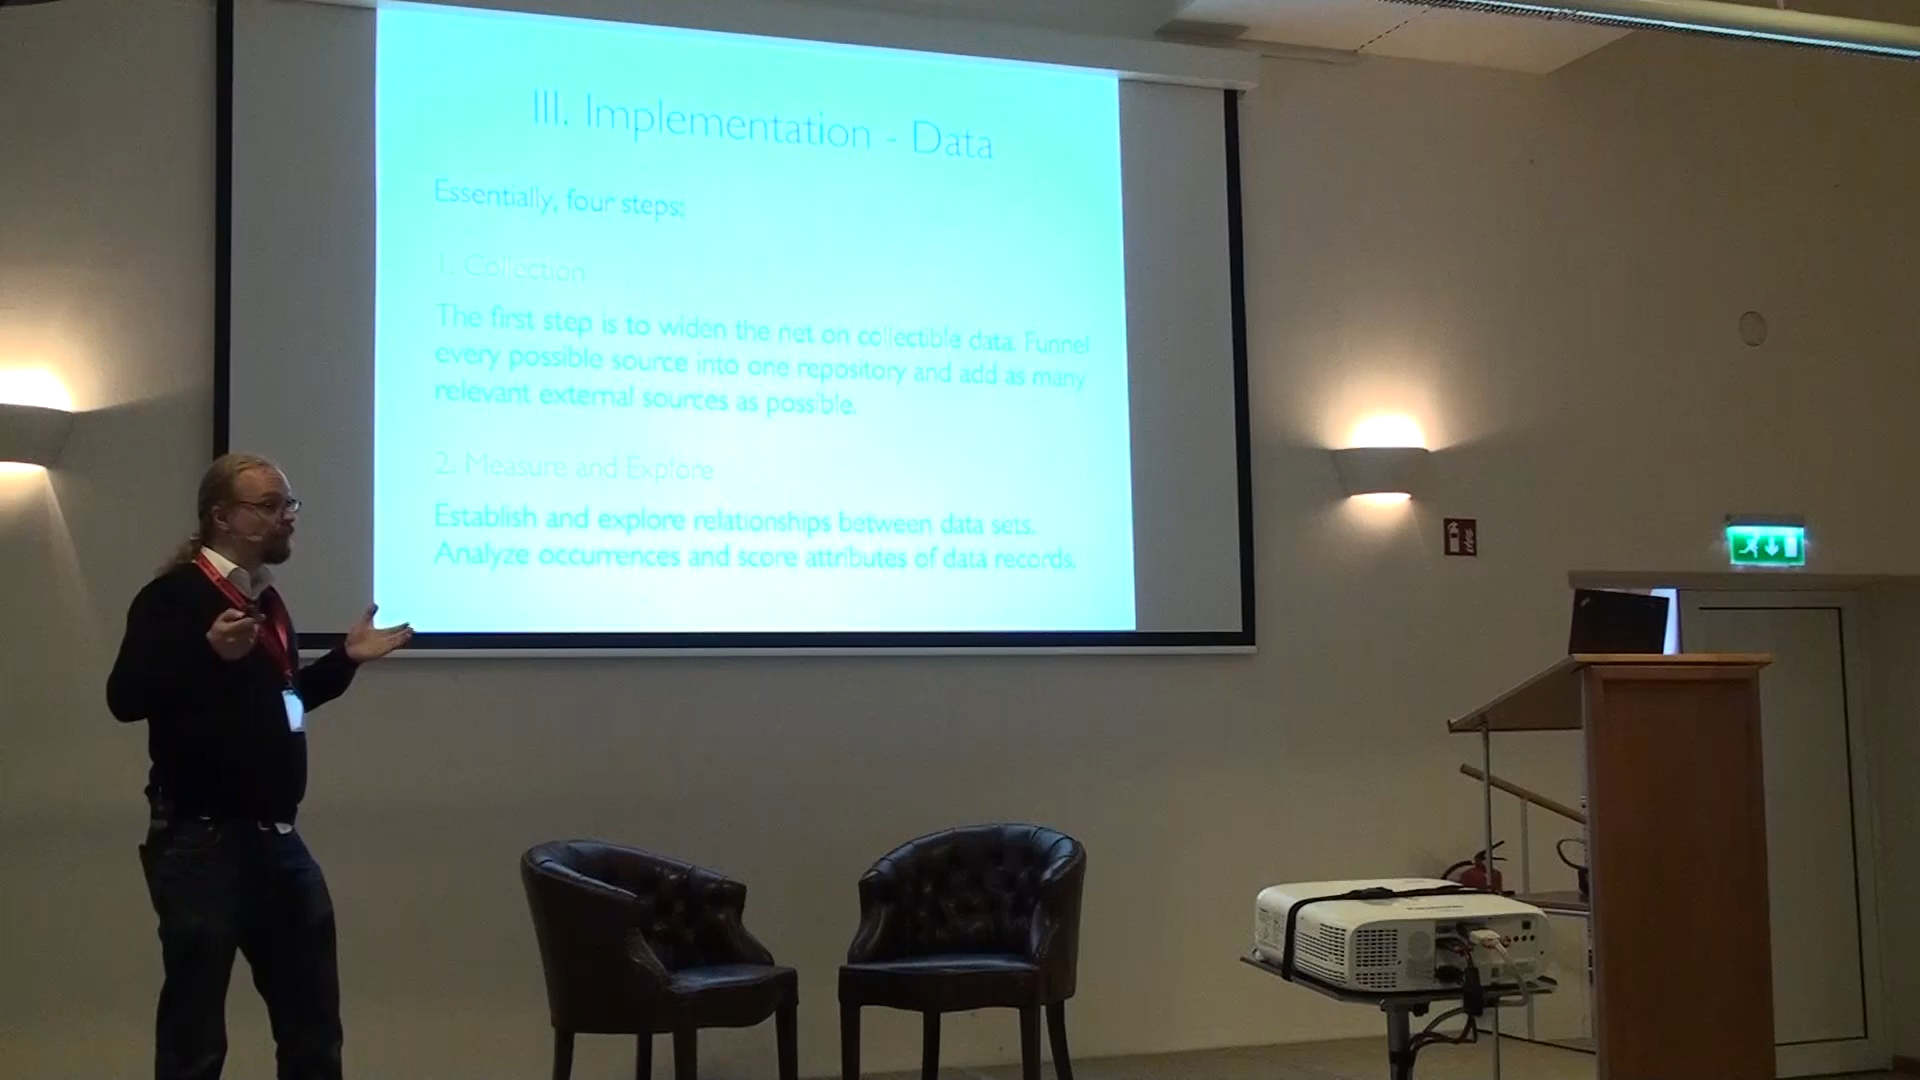 III. Implementation - Data
Essentially, four steps:
1. Collection
The first step is to widen the net on collectible data. Funnel
every possible source into one repository and add as many
relevant external sources as possible.
2. Measure and Explore
Establish and explore relationships between data sets.
Analyze occurrences and score attributes of data records.